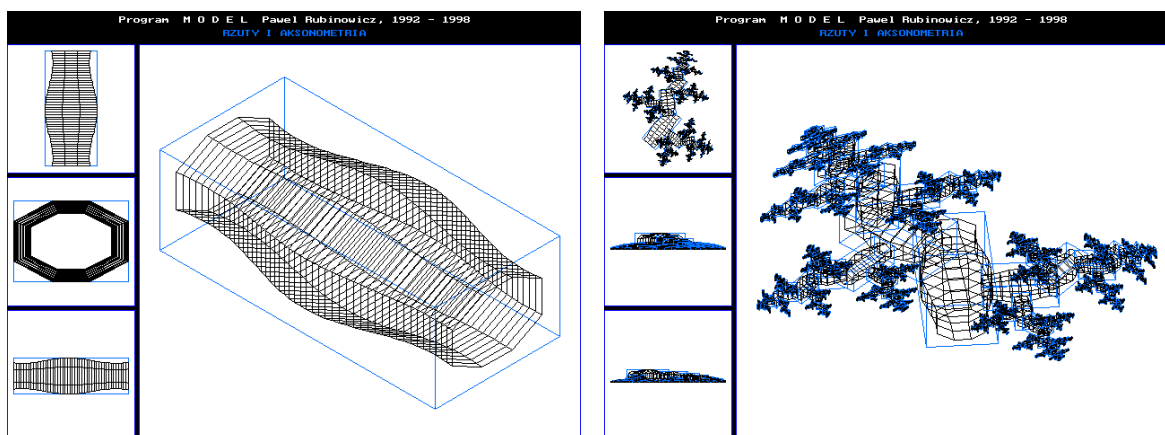 Program M O D E L Pawel Rubinowicz, 1992 - 1998
RZUTY I AKSONOMETRIA
Program M O D E L Pawel Rubinowicz, 1992 - 1998
RZUTY I AKSONOMETRIA